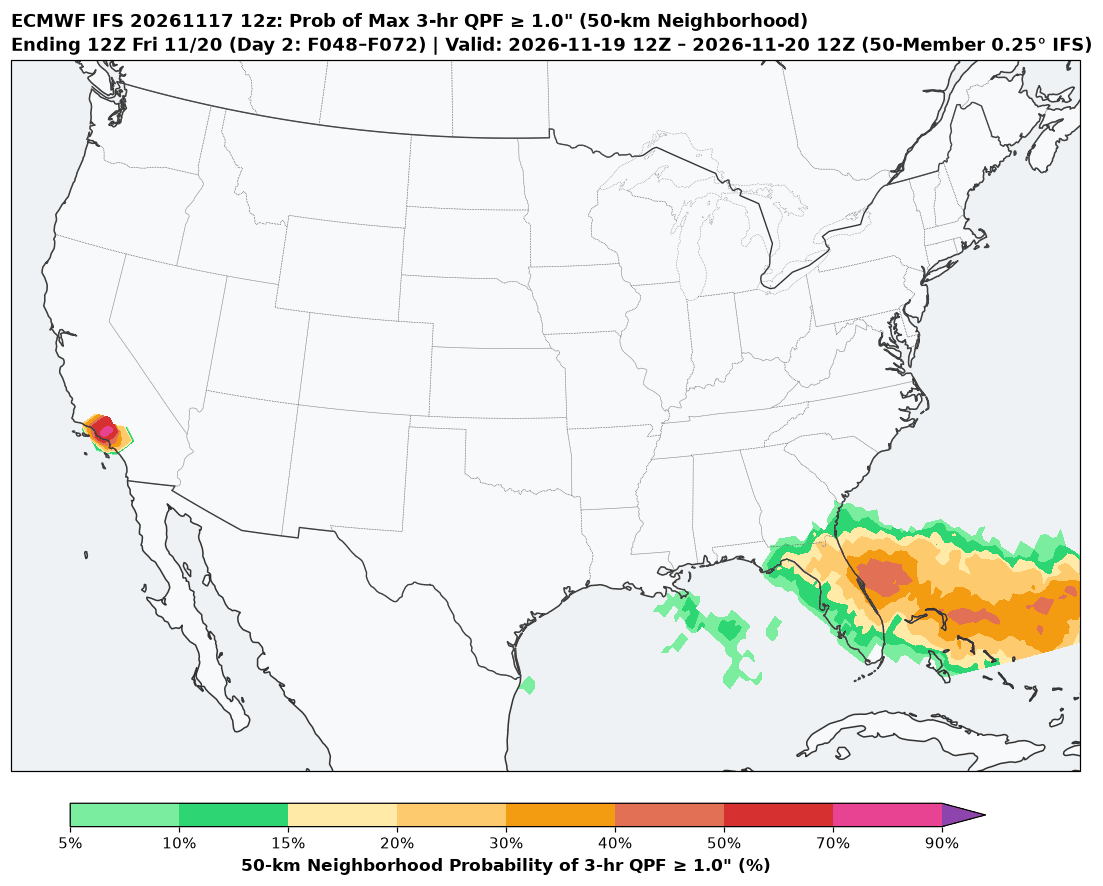 ECMWF IFS 20261117 12z: Prob of Max 3-hr QPF ≥ 1.0" (50-km Neighborhood)
Ending 12Z Fri 11/20 (Day 2: F048–F072) | Valid: 2026-11-19 12Z – 2026-11-20 12Z (50-Member 0.25° IFS)
5% 10% 15% 20% 30% 40% 50% 70% 90%
50-km Neighborhood Probability of 3-hr QPF ≥ 1.0" (%)